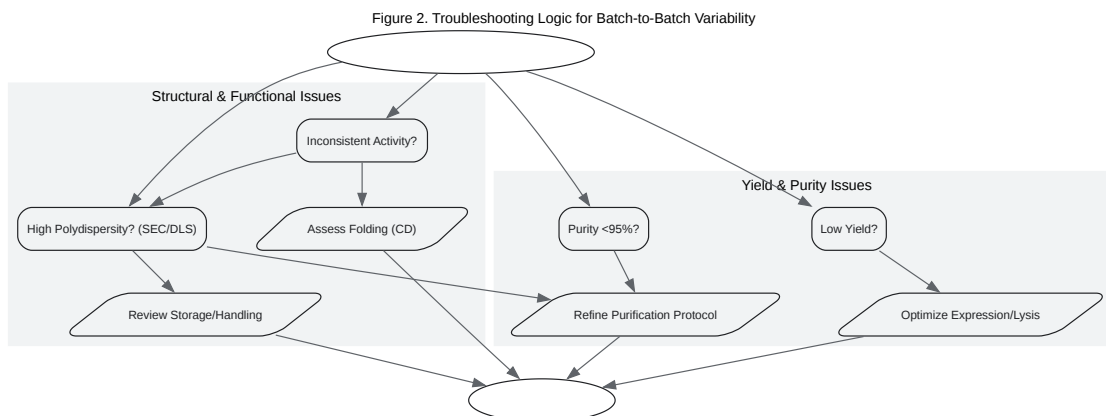 Figure 2. Troubleshooting Logic for Batch-to-Batch Variability
Structural & Functional Issues
Inconsistent Activity?
Yield & Purity Issues
High Polydispersity? (SEC/DLS)
Assess Folding (CD)
Purity <95%?
Low Yield?
Review Storage/Handling
Refine Purification Protocol
Optimize Expression/Lysis